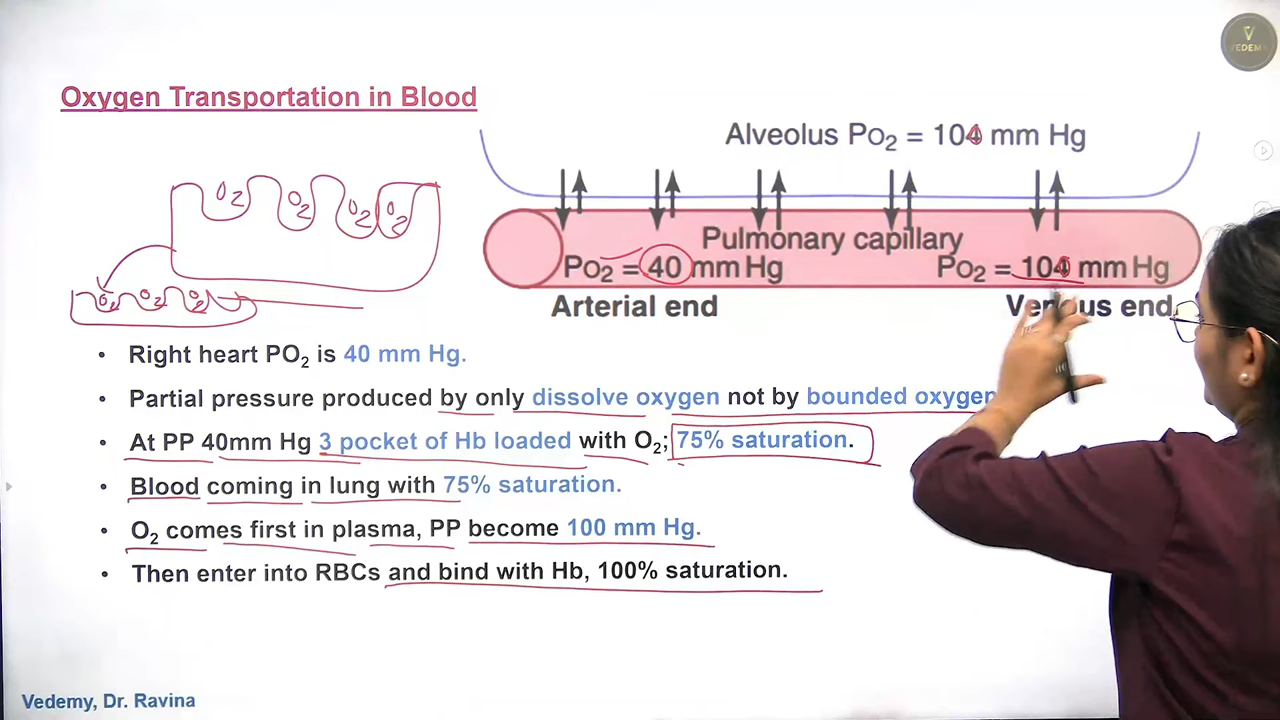 VEDEMY
Oxygen Transportation in Blood
Alveolus PO2 = 104 mm Hg
O2 O2 O2 O2
Pulmonary capillary
PO2 = 40 mm Hg
PO2 = 104 mm Hg
O2 O2 O2
Arterial end
Venous end
• Right heart PO2 is 40 mm Hg.
• Partial pressure produced by only dissolve oxygen not by bounded oxygen
• At PP 40mm Hg 3 pocket of Hb loaded with O2; 75% saturation.
• Blood coming in lung with 75% saturation.
• O2 comes first in plasma, PP become 100 mm Hg.
• Then enter into RBCs and bind with Hb, 100% saturation.
Vedemy, Dr. Ravina